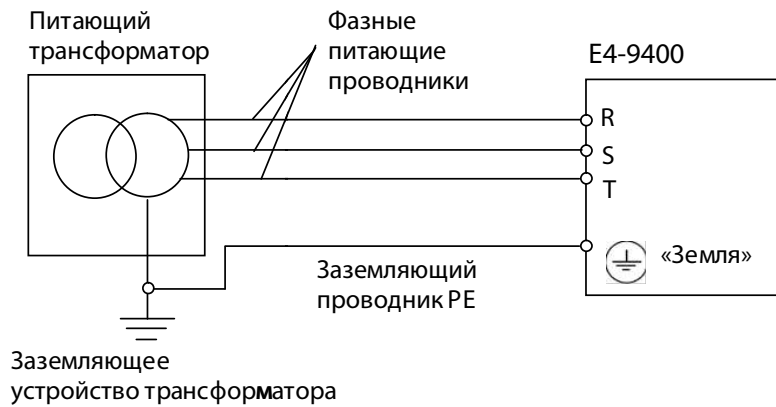 Питающий
трансформатор
Фазные
питающие
проводники
E4-9400
R
S
T
«Земля»
Заземляющий
проводник PE
Заземляющее
устройство трансформатора